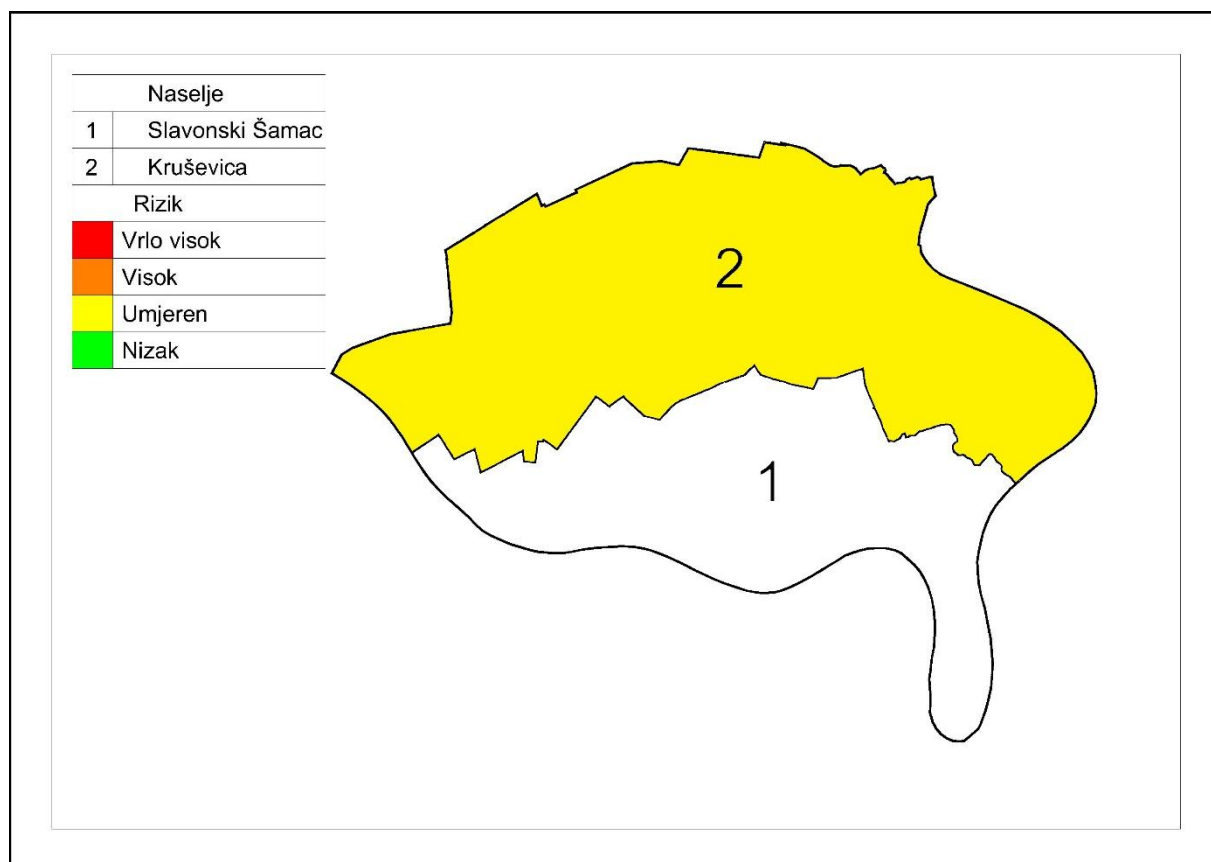 Naselje
1 Slavonski Šamac
2 Kruševica
Rizik
Vrlo visok
Visok
Umjeren
Nizak
2
1